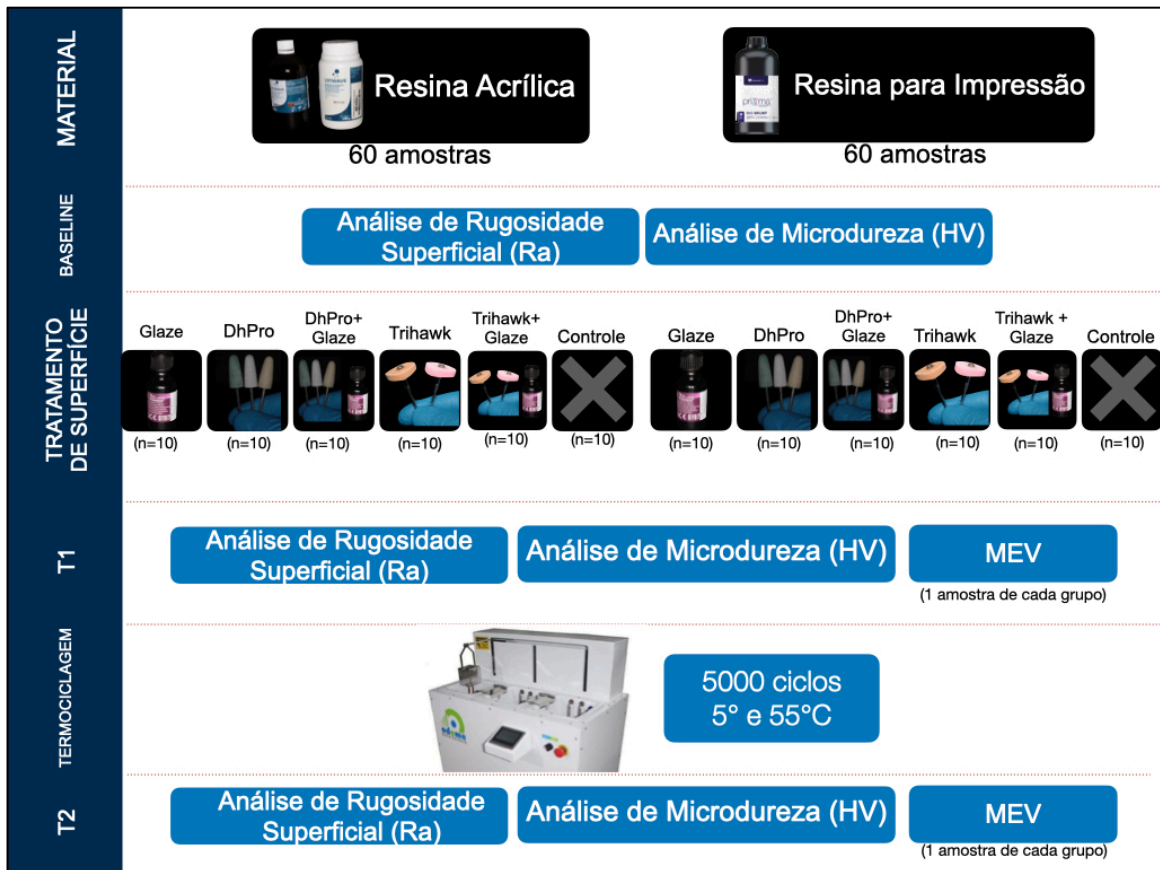 MATERIAL
Resina Acrílica
60 amostras
Resina para Impressão
60 amostras
BASELINE
Análise de Rugosidade
Superficial (Ra)
Análise de Microdureza (HV)
TRATAMENTO
DE SUPERFÍCIE
Glaze
DhPro
DhPro+
Glaze
Trihawk
Trihawk+
Glaze
Controle
Glaze
DhPro
DhPro+
Glaze
Trihawk
Trihawk +
Glaze
Controle
(n=10)
(n=10)
(n=10)
(n=10)
(n=10)
(n=10)
(n=10)
(n=10)
(n=10)
(n=10)
(n=10)
(n=10)
T1
Análise de Rugosidade
Superficial (Ra)
Análise de Microdureza (HV)
MEV
(1 amostra de cada grupo)
TERMOCICLAGEM
5000 ciclos
5° e 55°C
T2
Análise de Rugosidade
Superficial (Ra)
Análise de Microdureza (HV)
MEV
(1 amostra de cada grupo)